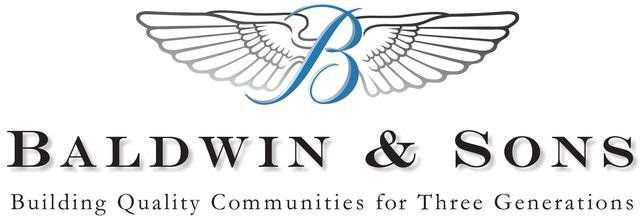 B
BALDWIN & SONS
Building Quality Communities for Three Generations